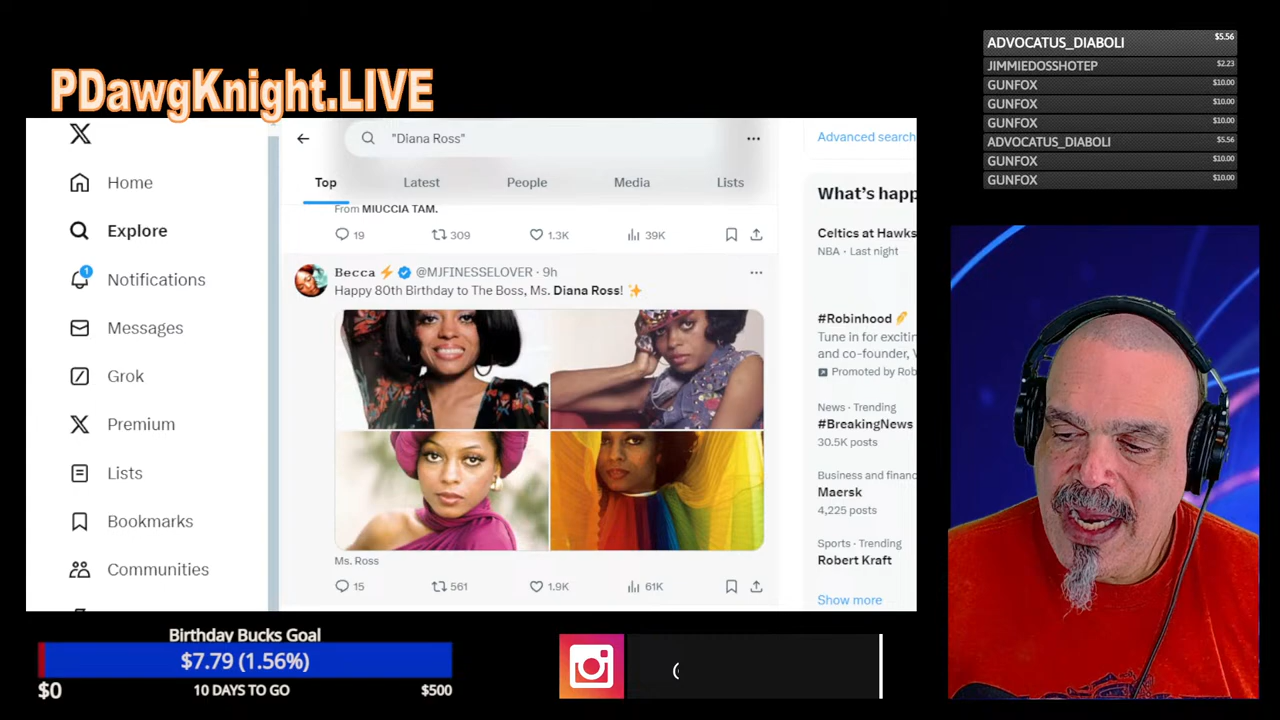 PDawgKnight.LIVE
ADVOCATUS_DIABOLI $5.56
JIMMIEDOSSHOTEP $2.23
GUNFOX $10.00
GUNFOX $10.00
GUNFOX $10.00
ADVOCATUS_DIABOLI $5.56
GUNFOX $10.00
GUNFOX $10.00
Home
Explore
1
Notifications
Messages
Grok
Premium
Lists
Bookmarks
Communities
"Diana Ross"
Top Latest People Media Lists
From MIUCCIA TAM.
19 309 1.3K 39K
Becca @MJFINESSELOVER · 9h
Happy 80th Birthday to The Boss, Ms. Diana Ross!
Ms. Ross
15 561 1.9K 61K
Advanced search
What's happ
Celtics at Hawks
NBA · Last night
#Robinhood
Tune in for excitin
and co-founder, V
Promoted by Rob
News · Trending
#BreakingNews
30.5K posts
Business and financ
Maersk
4,225 posts
Sports · Trending
Robert Kraft
Show more
Birthday Bucks Goal
$7.79 (1.56%)
$0 10 DAYS TO GO $500